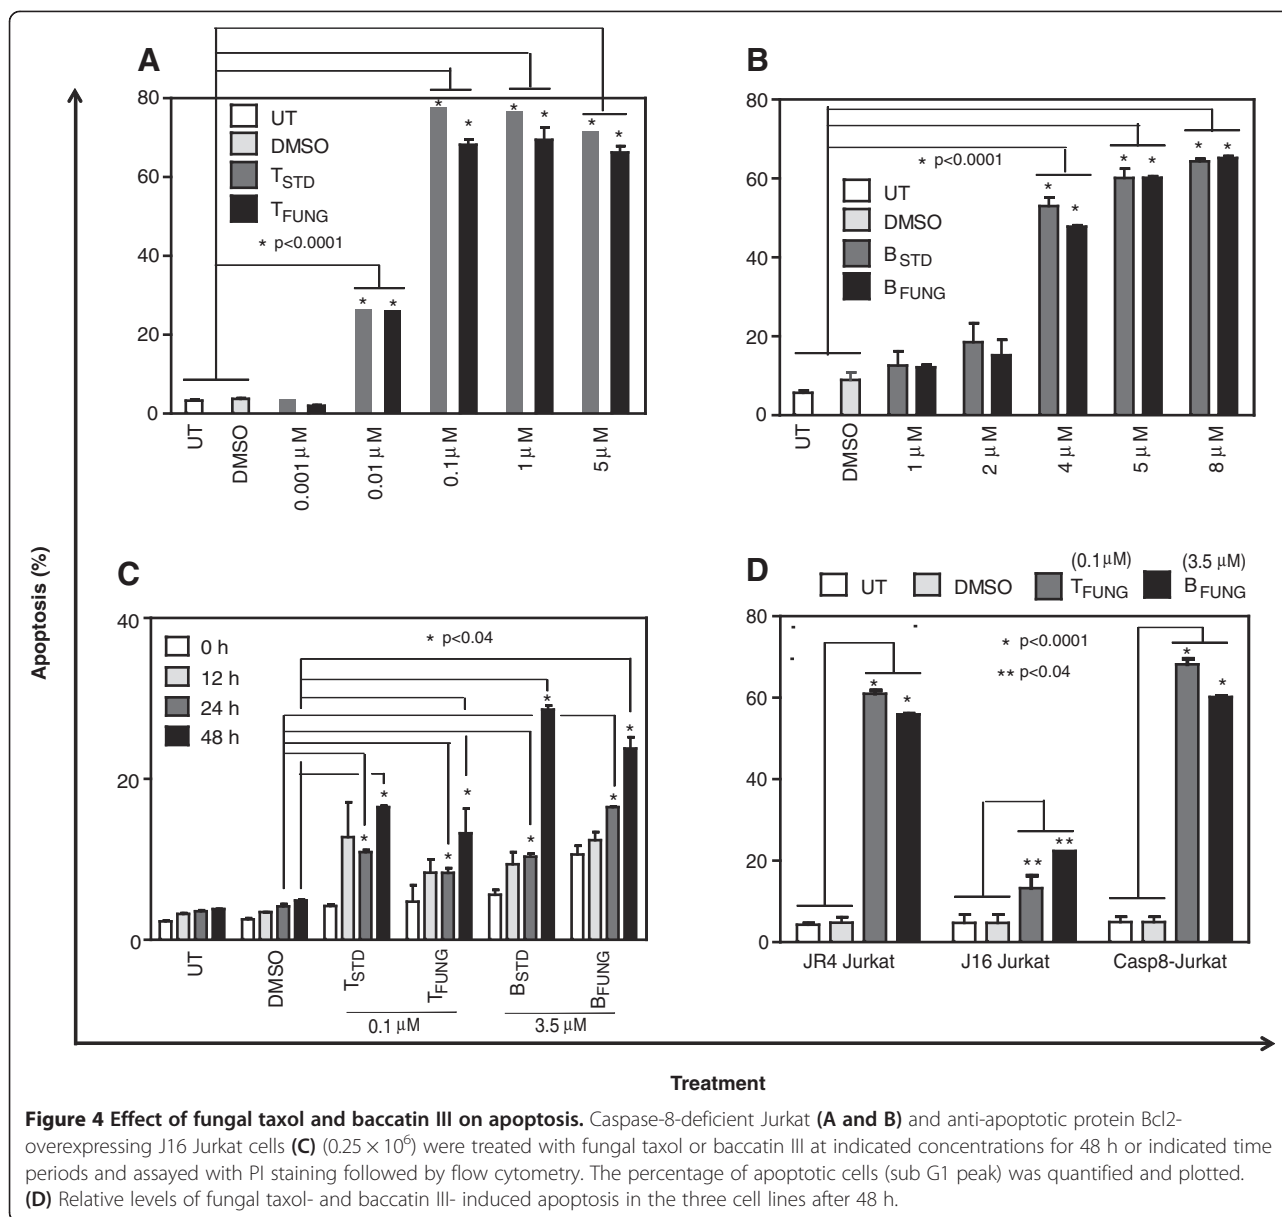 A
80
60
40
20
0
UT
DMSO
TSTD
TFUNG
* p<0.0001
* *
* *
* *
* *
UT
DMSO
0.001 µM
0.01 µM
0.1 µM
1 µM
5 µM
B
80
60
40
20
0
* p<0.0001
UT
DMSO
BSTD
BFUNG
* *
* *
* *
UT
DMSO
1 µM
2 µM
4 µM
5 µM
8 µM
Apoptosis (%)
C
40
20
0
0 h
12 h
24 h
48 h
* p<0.04
* *
* *
* *
* *
UT
DMSO
TSTD
TFUNG
BSTD
BFUNG
0.1 µM
3.5 µM
D
(0.1 µM) (3.5 µM)
UT DMSO TFUNG BFUNG
80
60
40
20
0
* p<0.0001
** p<0.04
* *
** **
* *
JR4 Jurkat J16 Jurkat Casp8-Jurkat
Treatment
Figure 4 Effect of fungal taxol and baccatin III on apoptosis. Caspase-8-deficient Jurkat (A and B) and anti-apoptotic protein Bcl2-
overexpressing J16 Jurkat cells (C) (0.25 × 10⁶) were treated with fungal taxol or baccatin III at indicated concentrations for 48 h or indicated time
periods and assayed with PI staining followed by flow cytometry. The percentage of apoptotic cells (sub G1 peak) was quantified and plotted.
(D) Relative levels of fungal taxol- and baccatin III- induced apoptosis in the three cell lines after 48 h.